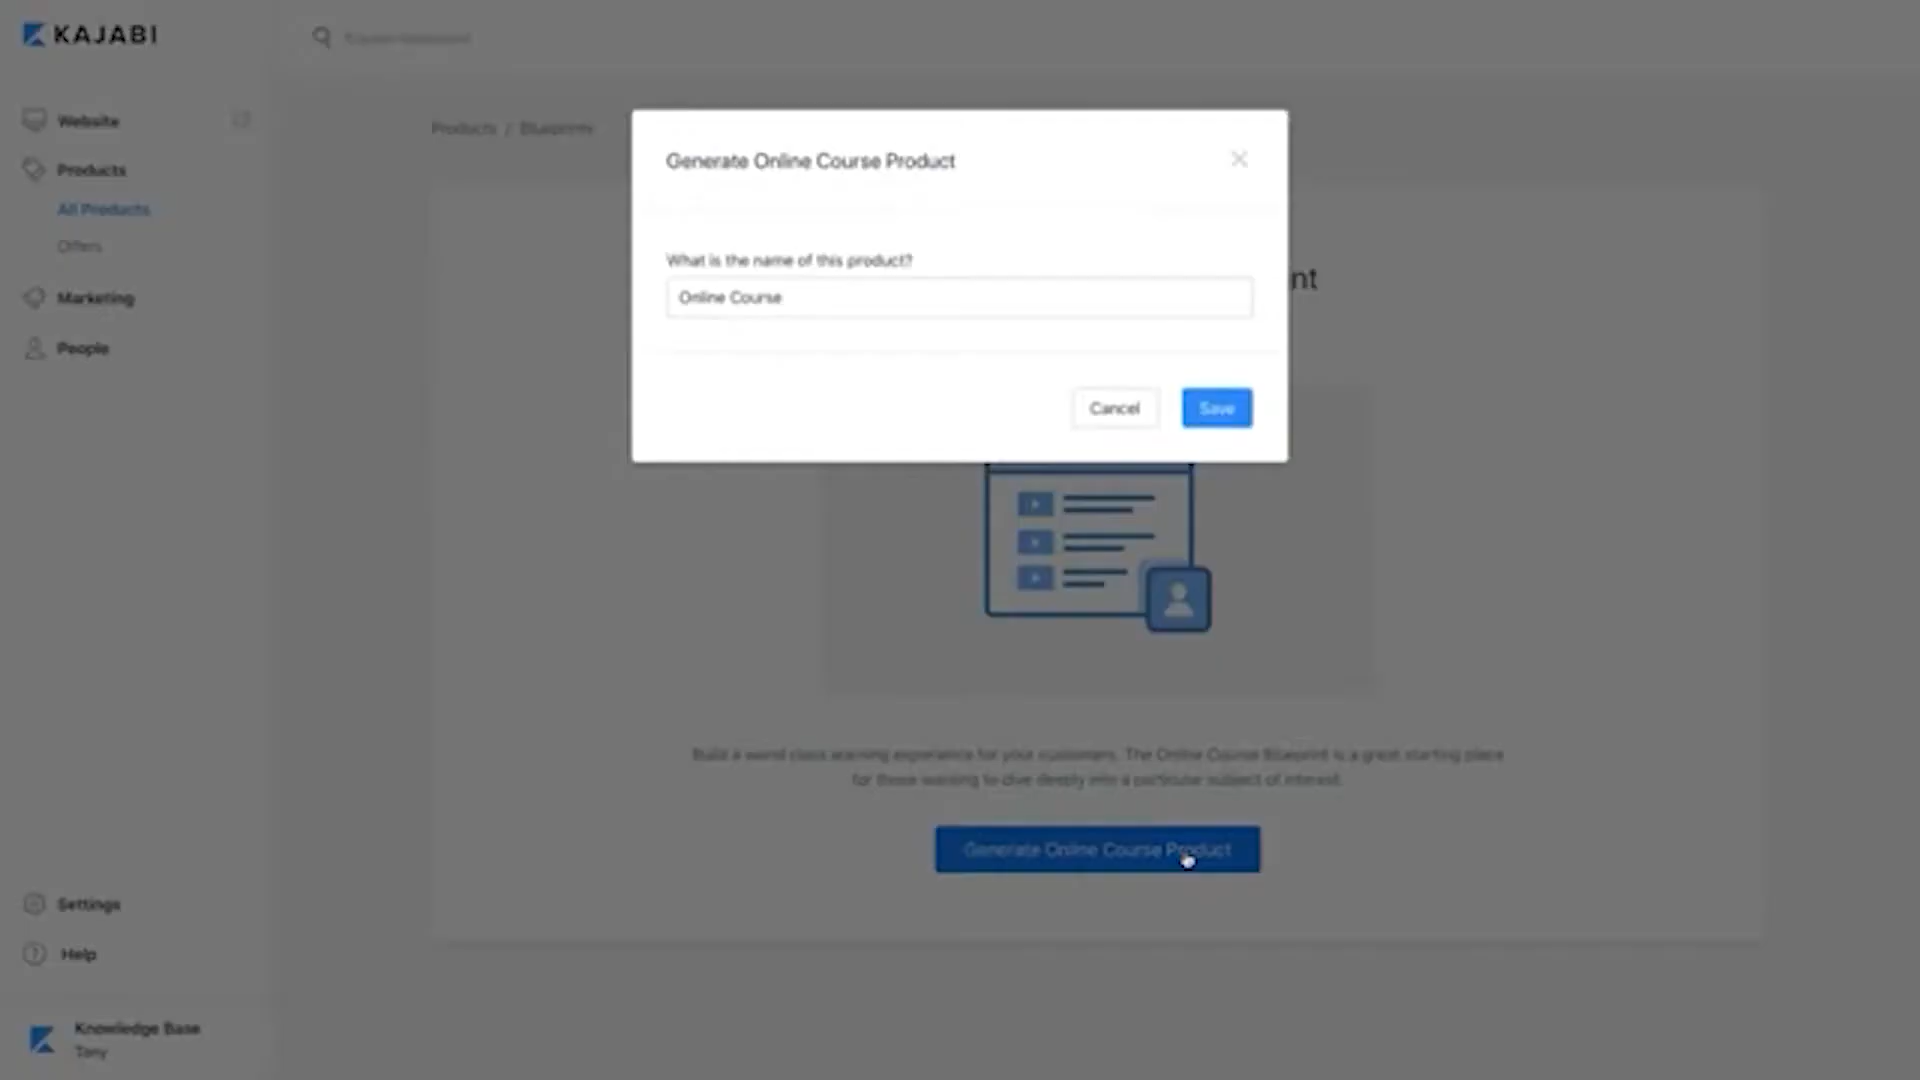 KAJABI
Website
Products
All Products
Offers
Marketing
People
Settings
Help
Knowledge Base
Tony
Products / Blueprints
Generate Online Course Product
What is the name of this product?
Online Course
Cancel
Save
nt
Build a world class learning experience for your customers. The Online Course Blueprint is a great starting place
for those wanting to dive deeply into a particular subject of interest.
Generate Online Course Product